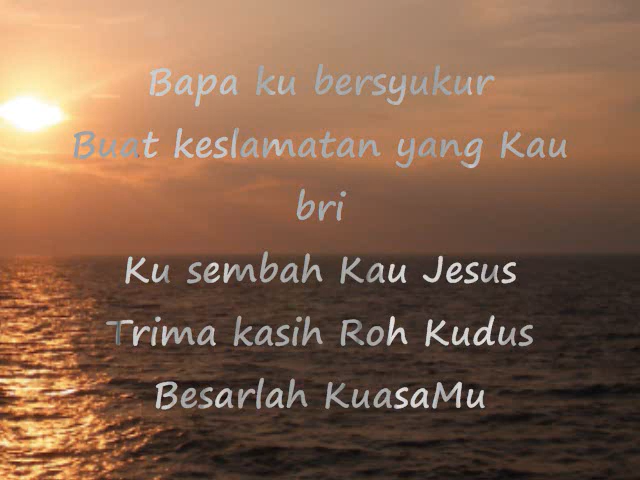 Bapa ku bersyukur
Buat keslamatan yang Kau
bri
Ku sembah Kau Jesus
Trima kasih Roh Kudus
Besarlah KuasaMu